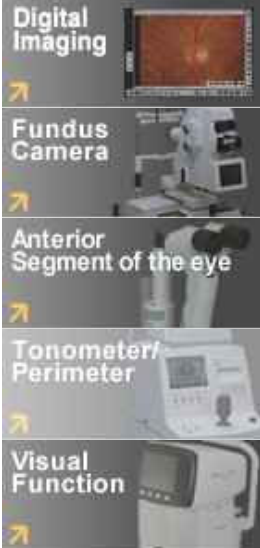 Digital
Imaging
Fundus
Camera
Anterior
Segment of the eye
Tonometer/
Perimeter
Visual
Function